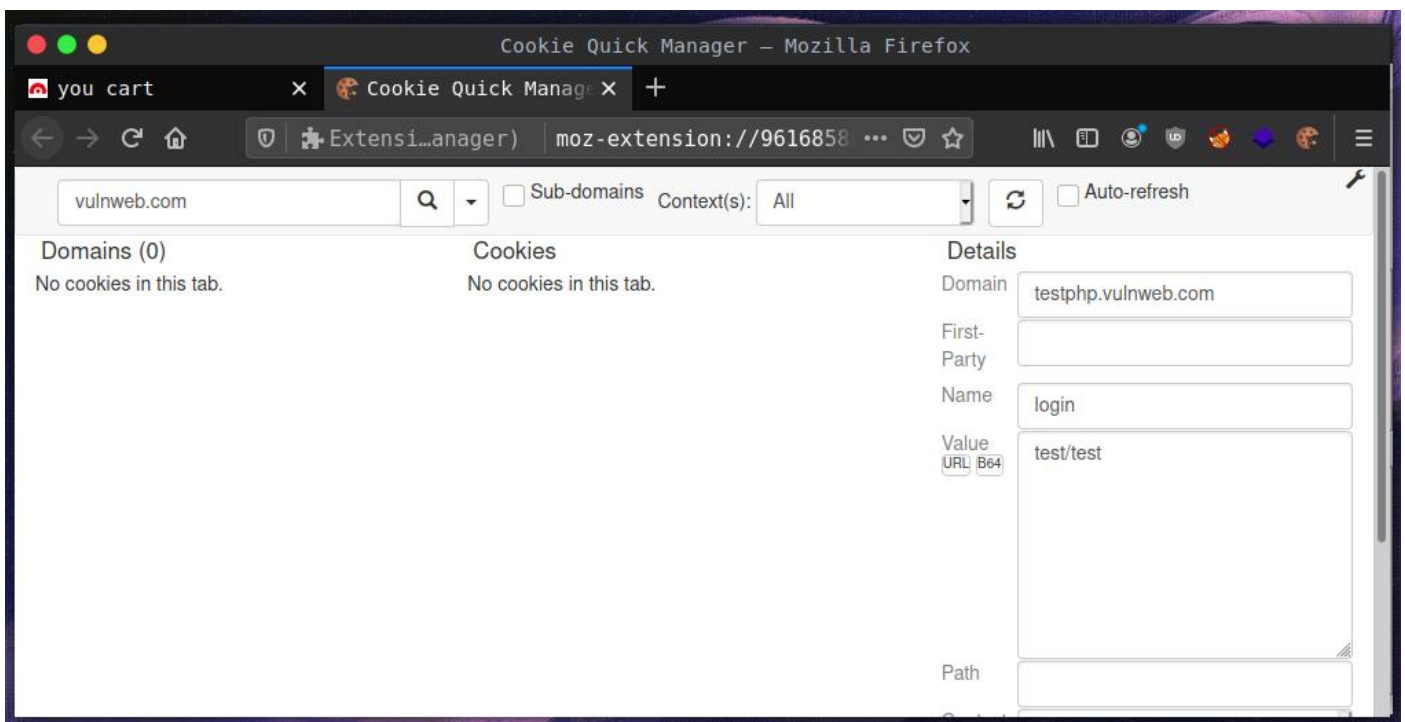 Cookie Quick Manager — Mozilla Firefox
you cart
Cookie Quick Manag
Extensi…anager) moz-extension://9616858
vulnweb.com Sub-domains Context(s): All Auto-refresh
Domains (0) Cookies Details
No cookies in this tab. No cookies in this tab. Domain testphp.vulnweb.com
First-
Party
Name login
Value test/test
URL B64
Path